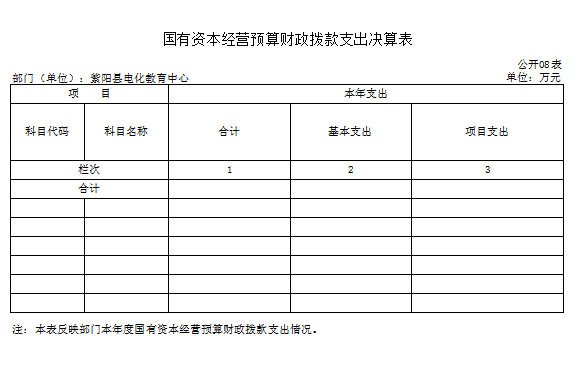 国有资本经营预算财政拨款支出决算表
公开08表
部门（单位）：紫阳县电化教育中心 单位：万元
项 目 本年支出
科目代码 科目名称 合计 基本支出 项目支出
栏次 1 2 3
合计
注：本表反映部门本年度国有资本经营预算财政拨款支出情况。